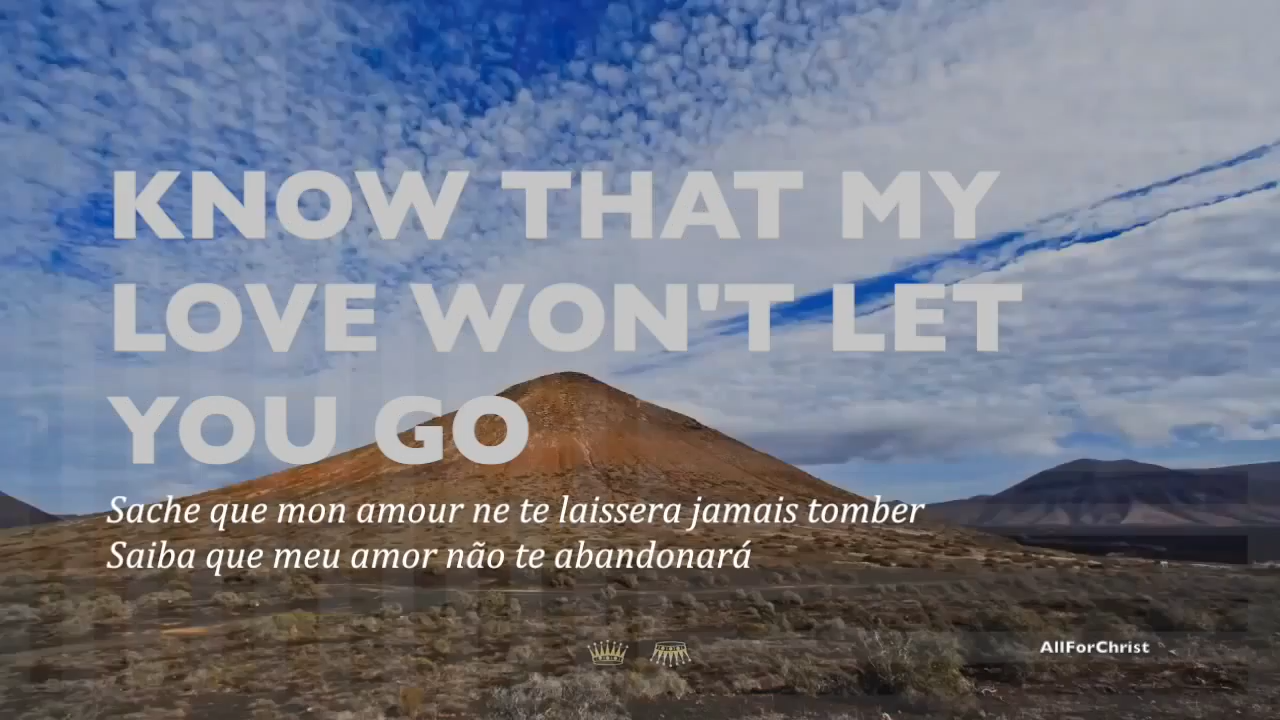 KNOW THAT MY
LOVE WON'T LET
YOU GO
Sache que mon amour ne te laissera jamais tomber
Saiba que meu amor não te abandonará
AllForChrist